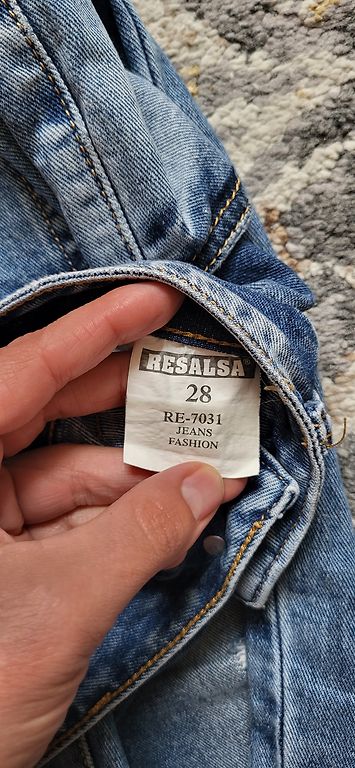 RESALSA
28
RE-7031
JEANS
FASHION